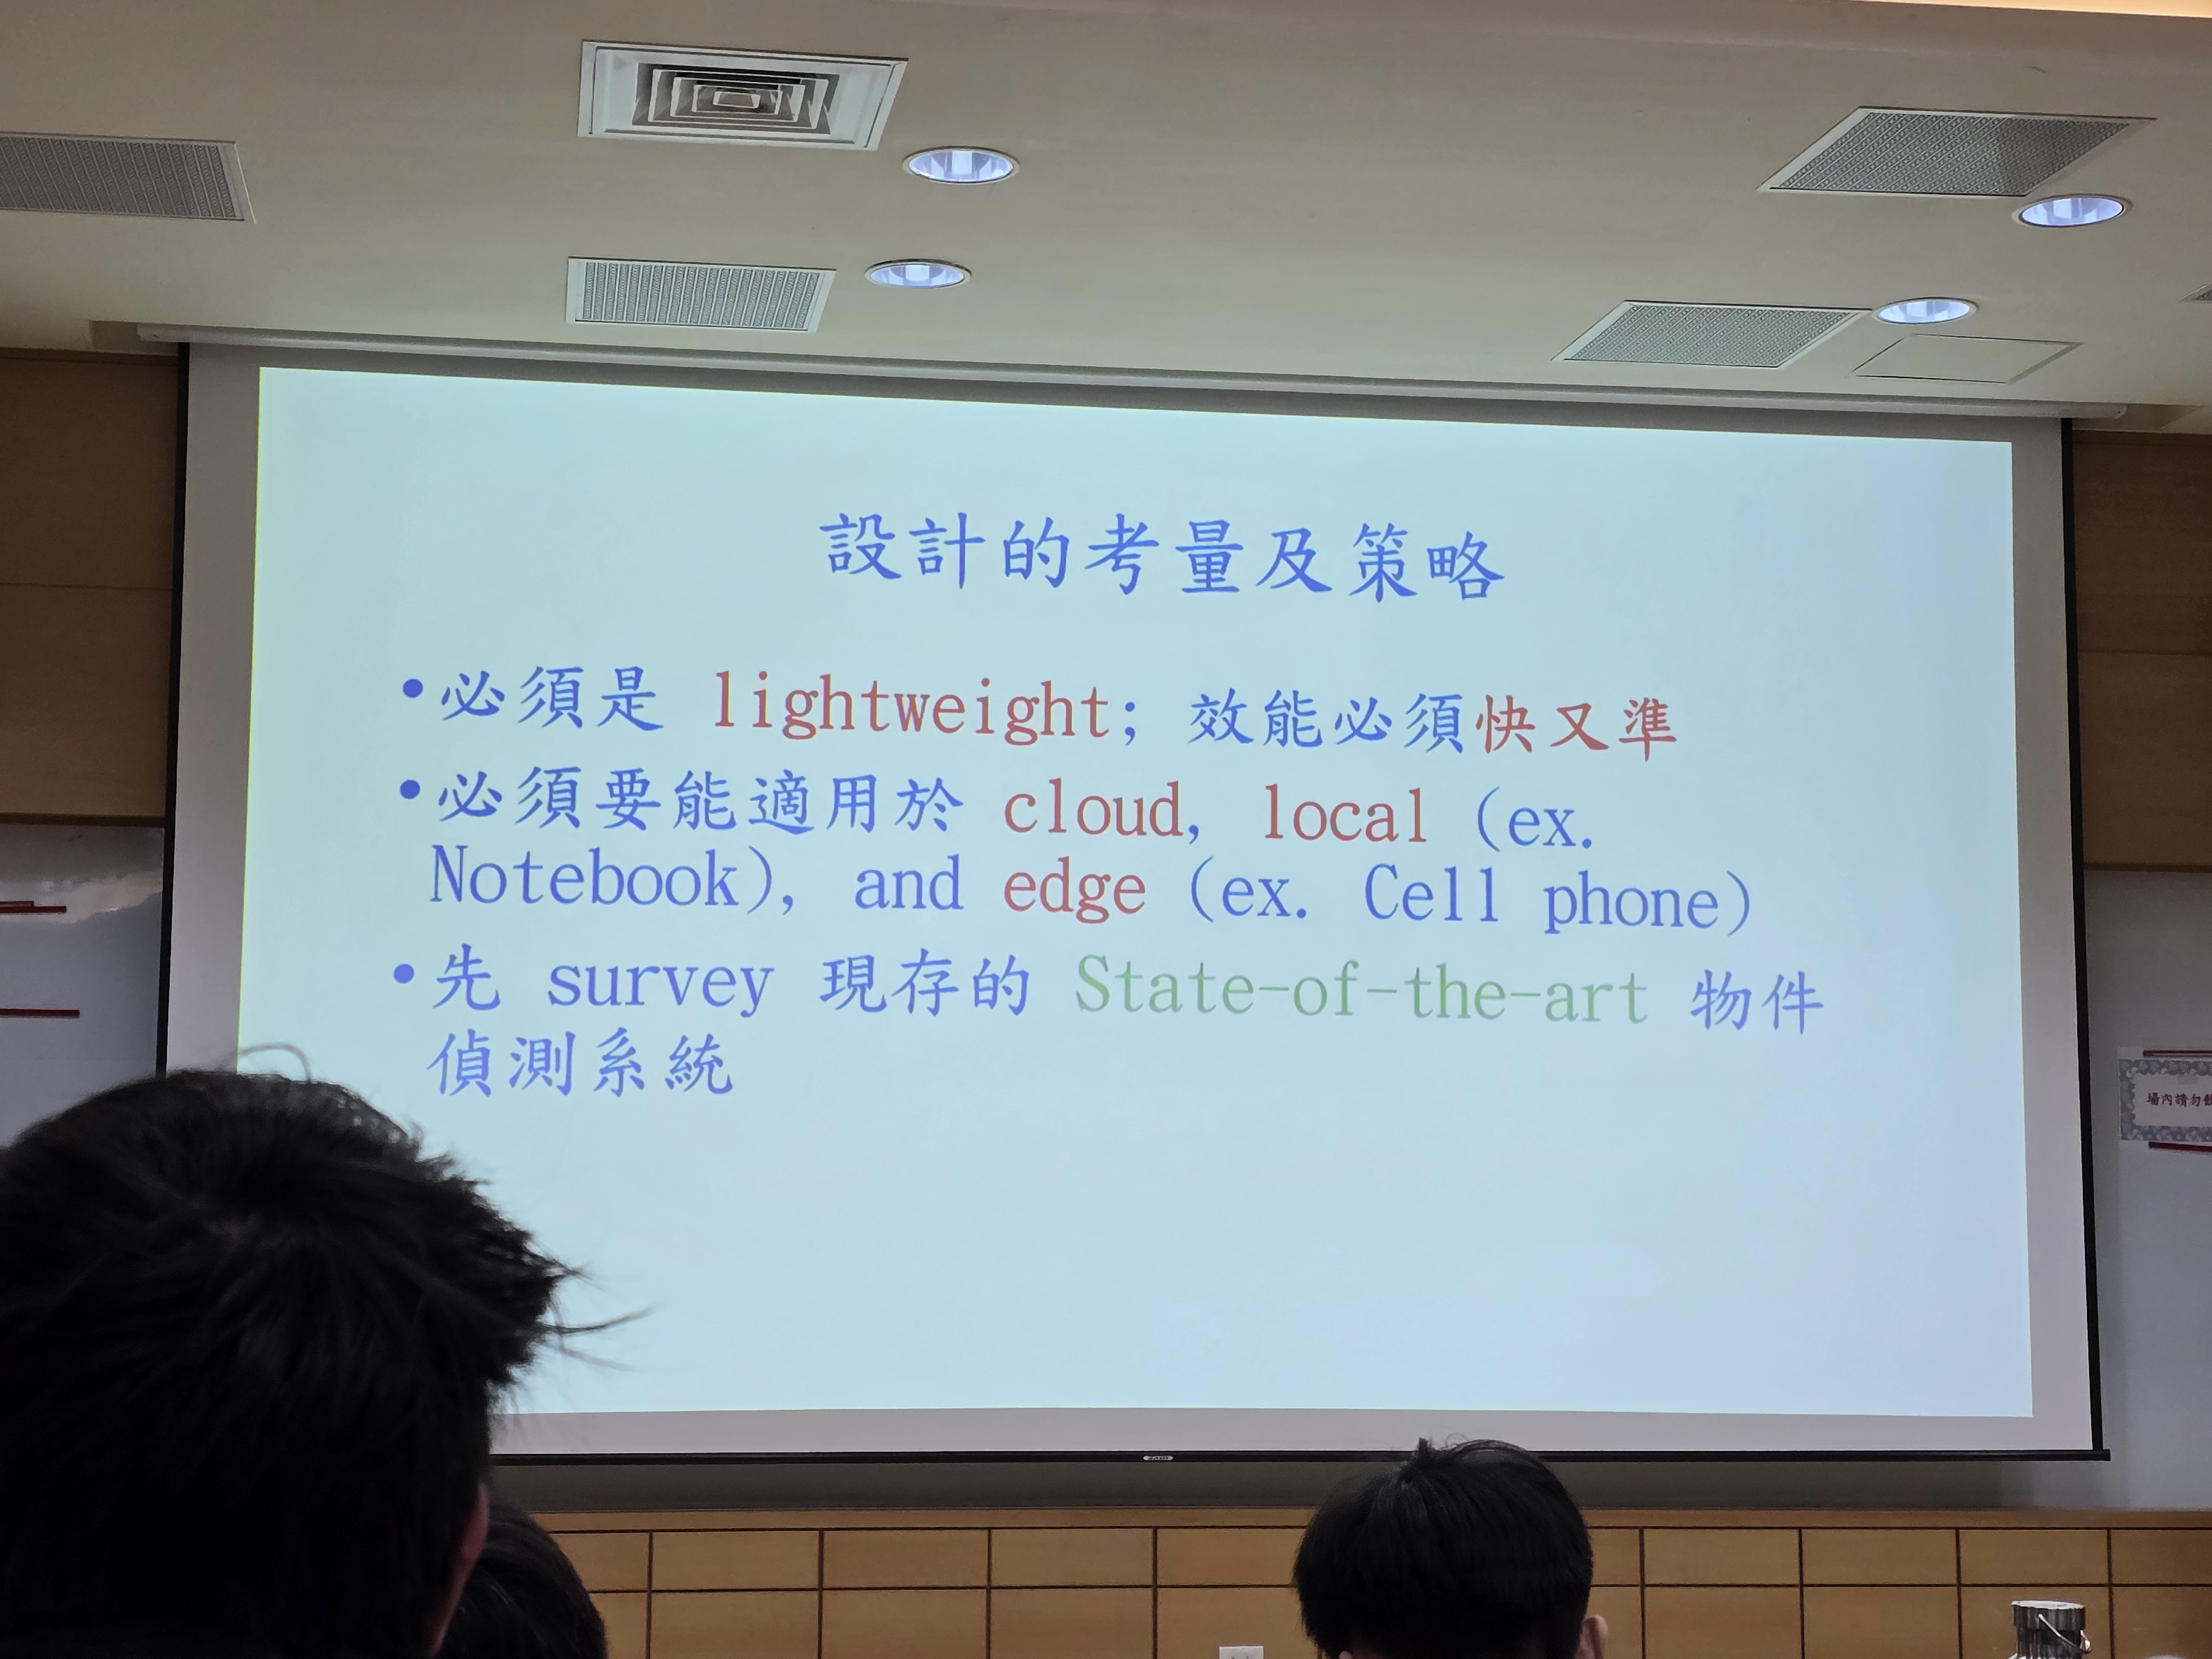 設計的考量及策略
•必須是 lightweight; 效能必須快又準
•必須要能適用於 cloud, local (ex.
Notebook), and edge (ex. Cell phone)
•先 survey 現存的 State-of-the-art 物件
偵測系統
場內請勿